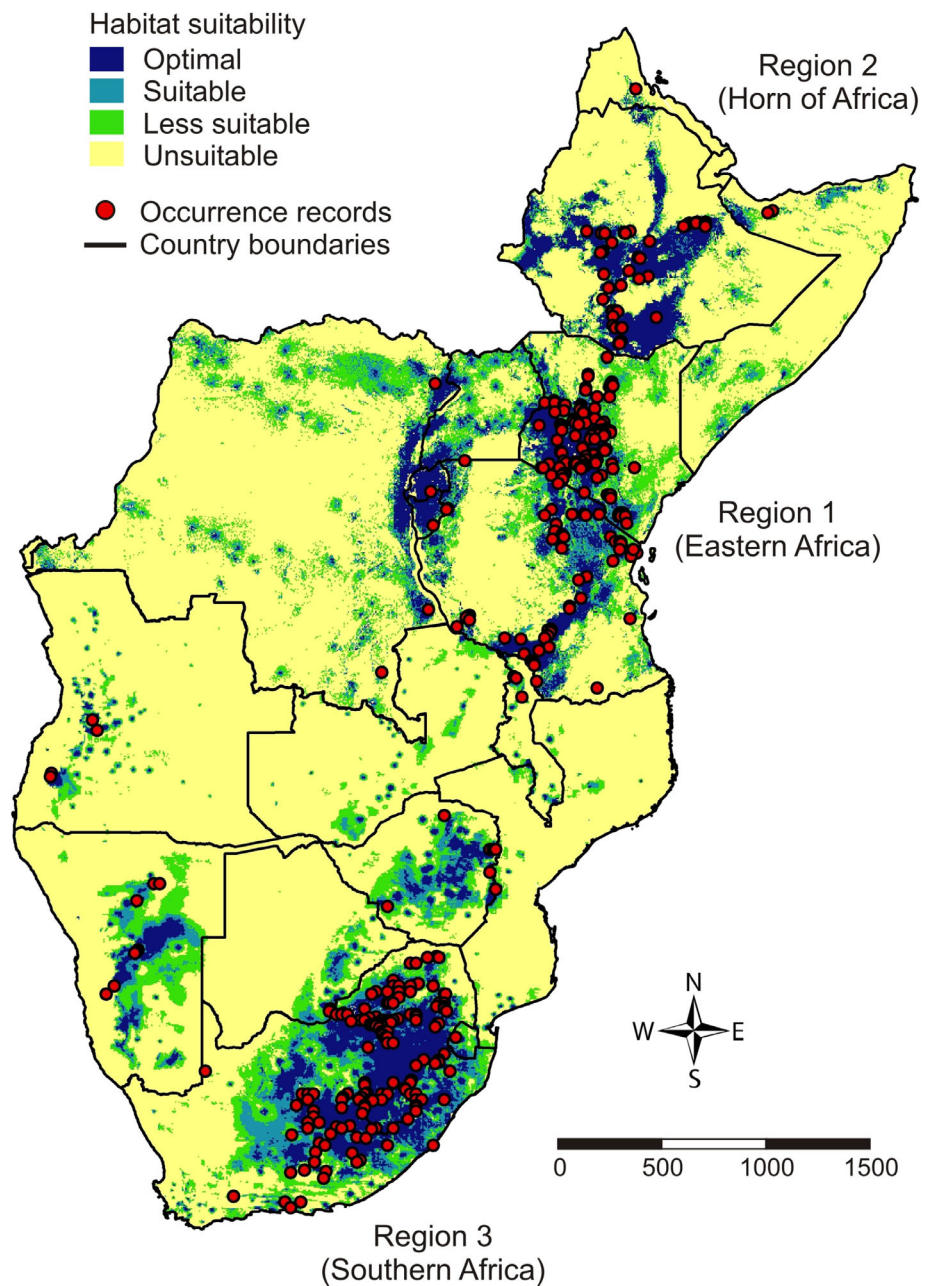 Habitat suitability
Optimal
Suitable
Less suitable
Unsuitable
Occurrence records
Country boundaries
Region 2
(Horn of Africa)
Region 1
(Eastern Africa)
N
W E
S
0 500 1000 1500
Region 3
(Southern Africa)